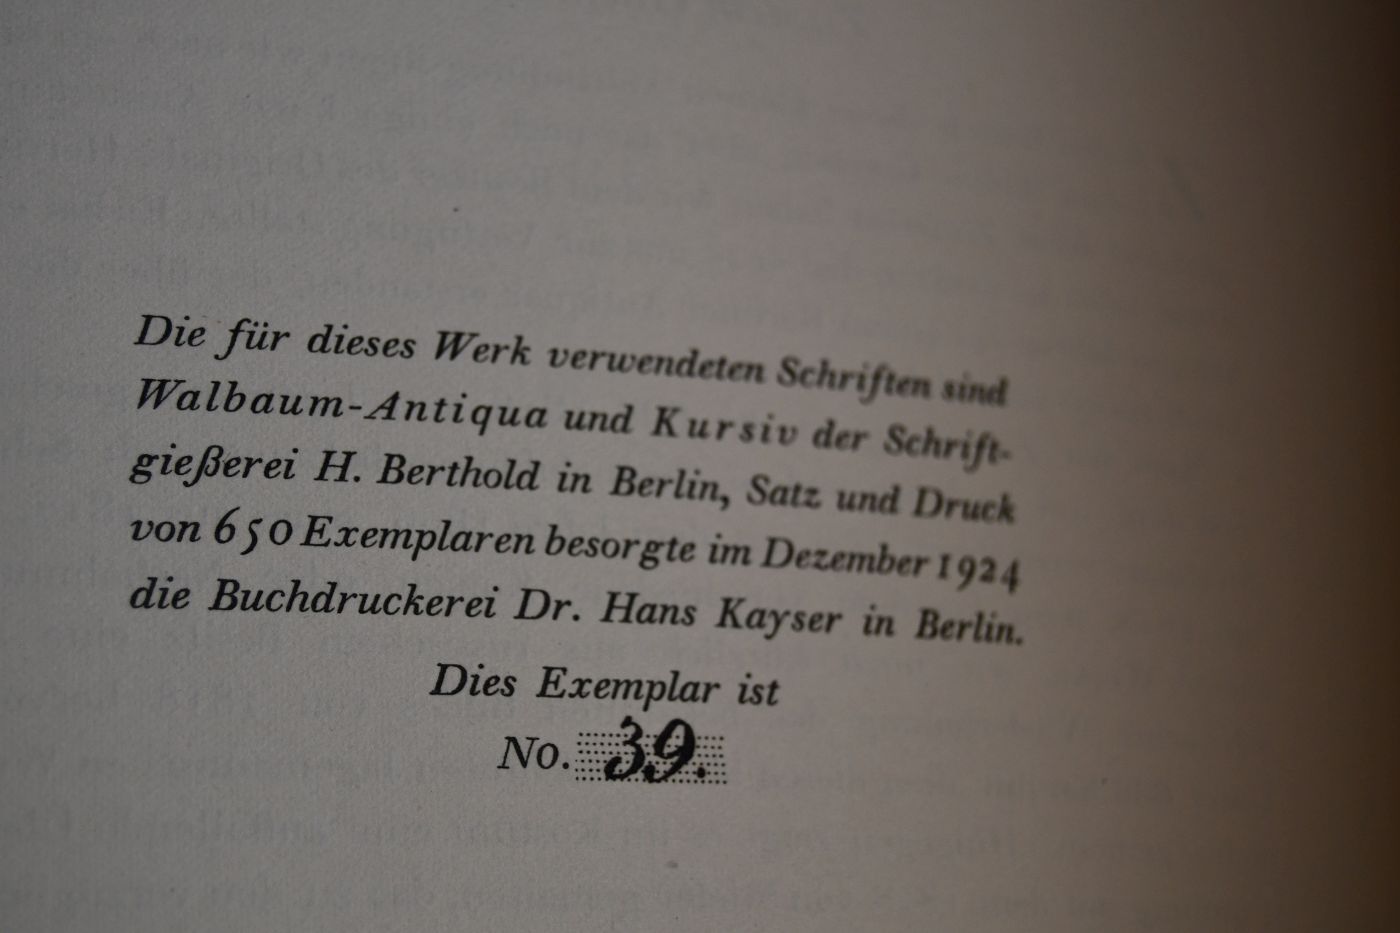 Die für dieses Werk verwendeten Schriften sind
Walbaum-Antiqua und Kursiv der Schrift-
gießerei H. Berthold in Berlin, Satz und Druck
von 650 Exemplaren besorgte im Dezember 1924
die Buchdruckerei Dr. Hans Kayser in Berlin.
Dies Exemplar ist
No. 39.